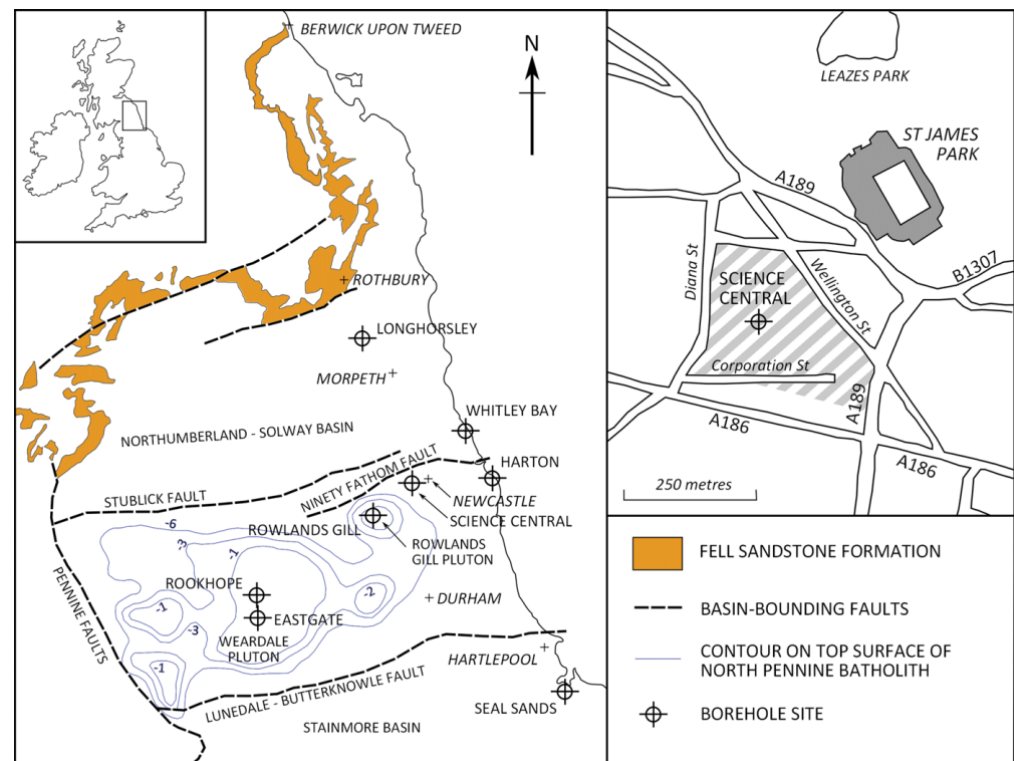 BERWICK UPON TWEED
N
ROTHBURY
LONGHORSLEY
MORPETH
WHITLEY BAY
NORTHUMBERLAND - SOLWAY BASIN
HARTON
STUBLICK FAULT
NINETY FATHOM FAULT
NEWCASTLE
SCIENCE CENTRAL
-6
-3
-1
ROWLANDS GILL
ROWLANDS
GILL PLUTON
PENNINE FAULTS
ROOKHOPE
-1
-2
DURHAM
EASTGATE
-3
WEARDALE
PLUTON
-1
HARTLEPOOL
LUNEDALE - BUTTERKNOWLE FAULT
SEAL SANDS
STAINMORE BASIN
LEAZES PARK
ST JAMES
PARK
A189
B1307
Diana St
SCIENCE
CENTRAL
Wellington St
Corporation St
A189
A186
A186
250 metres
FELL SANDSTONE FORMATION
BASIN-BOUNDING FAULTS
CONTOUR ON TOP SURFACE OF
NORTH PENNINE BATHOLITH
BOREHOLE SITE